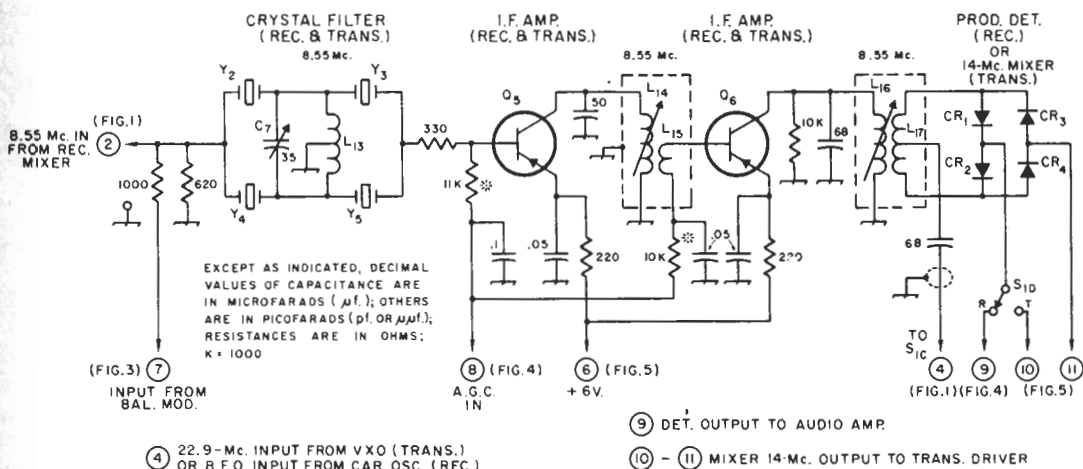 CRYSTAL FILTER
(REC. & TRANS.)
8.55 Mc.
I.F. AMP.
(REC. & TRANS.)
8.55 Mc.
I.F. AMP.
(REC. & TRANS.)
8.55 Mc.
PROD. DET.
(REC.)
OR
14-Mc. MIXER
(TRANS.)
Y2
Y3
Q5
50
L14
Q6
L16
CR1
CR3
(FIG.1)
8.55 Mc. IN
FROM REC.
MIXER
2
C7
35
L13
330
L15
10K
68
L17
CR2
CR4
1000
620
Y4
Y5
11K
※
.1
.05
220
10K
※
.05
220
68
EXCEPT AS INDICATED, DECIMAL
VALUES OF CAPACITANCE ARE
IN MICROFARADS (µf.); OTHERS
ARE IN PICOFARADS (pf. OR µµf.);
RESISTANCES ARE IN OHMS;
K = 1000
S1D
R
T
TO
S1C
(FIG.3) 7
INPUT FROM
BAL. MOD.
8 (FIG.4)
A.G.C.
IN
6 (FIG.5)
+6V.
4
9
10
11
(FIG.1)
(FIG.4)
(FIG.5)
9 DET. OUTPUT TO AUDIO AMP.
4 22.9-Mc. INPUT FROM VXO (TRANS.)
OR B.F.O. INPUT FROM CAR. OSC. (REC.)
10 – 11 MIXER 14-Mc. OUTPUT TO TRANS. DRIVER